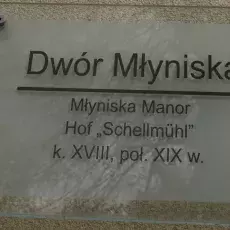 Dwór Młyniska
Młyniska Manor
Hof „Schellmühl”
k. XVIII, poł. XIX w.